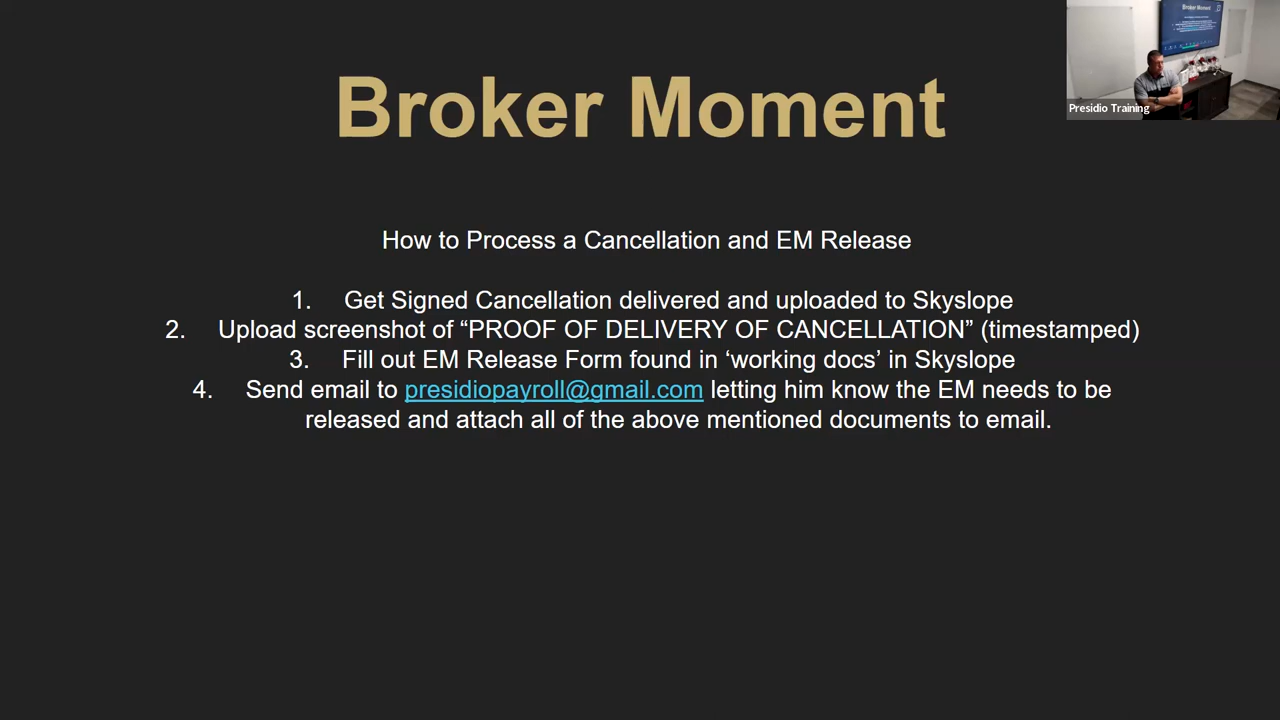 Broker Moment
Broker Moment
Presidio Training
How to Process a Cancellation and EM Release
1. Get Signed Cancellation delivered and uploaded to Skyslope
2. Upload screenshot of “PROOF OF DELIVERY OF CANCELLATION” (timestamped)
3. Fill out EM Release Form found in ‘working docs’ in Skyslope
4. Send email to presidiopayroll@gmail.com letting him know the EM needs to be
released and attach all of the above mentioned documents to email.